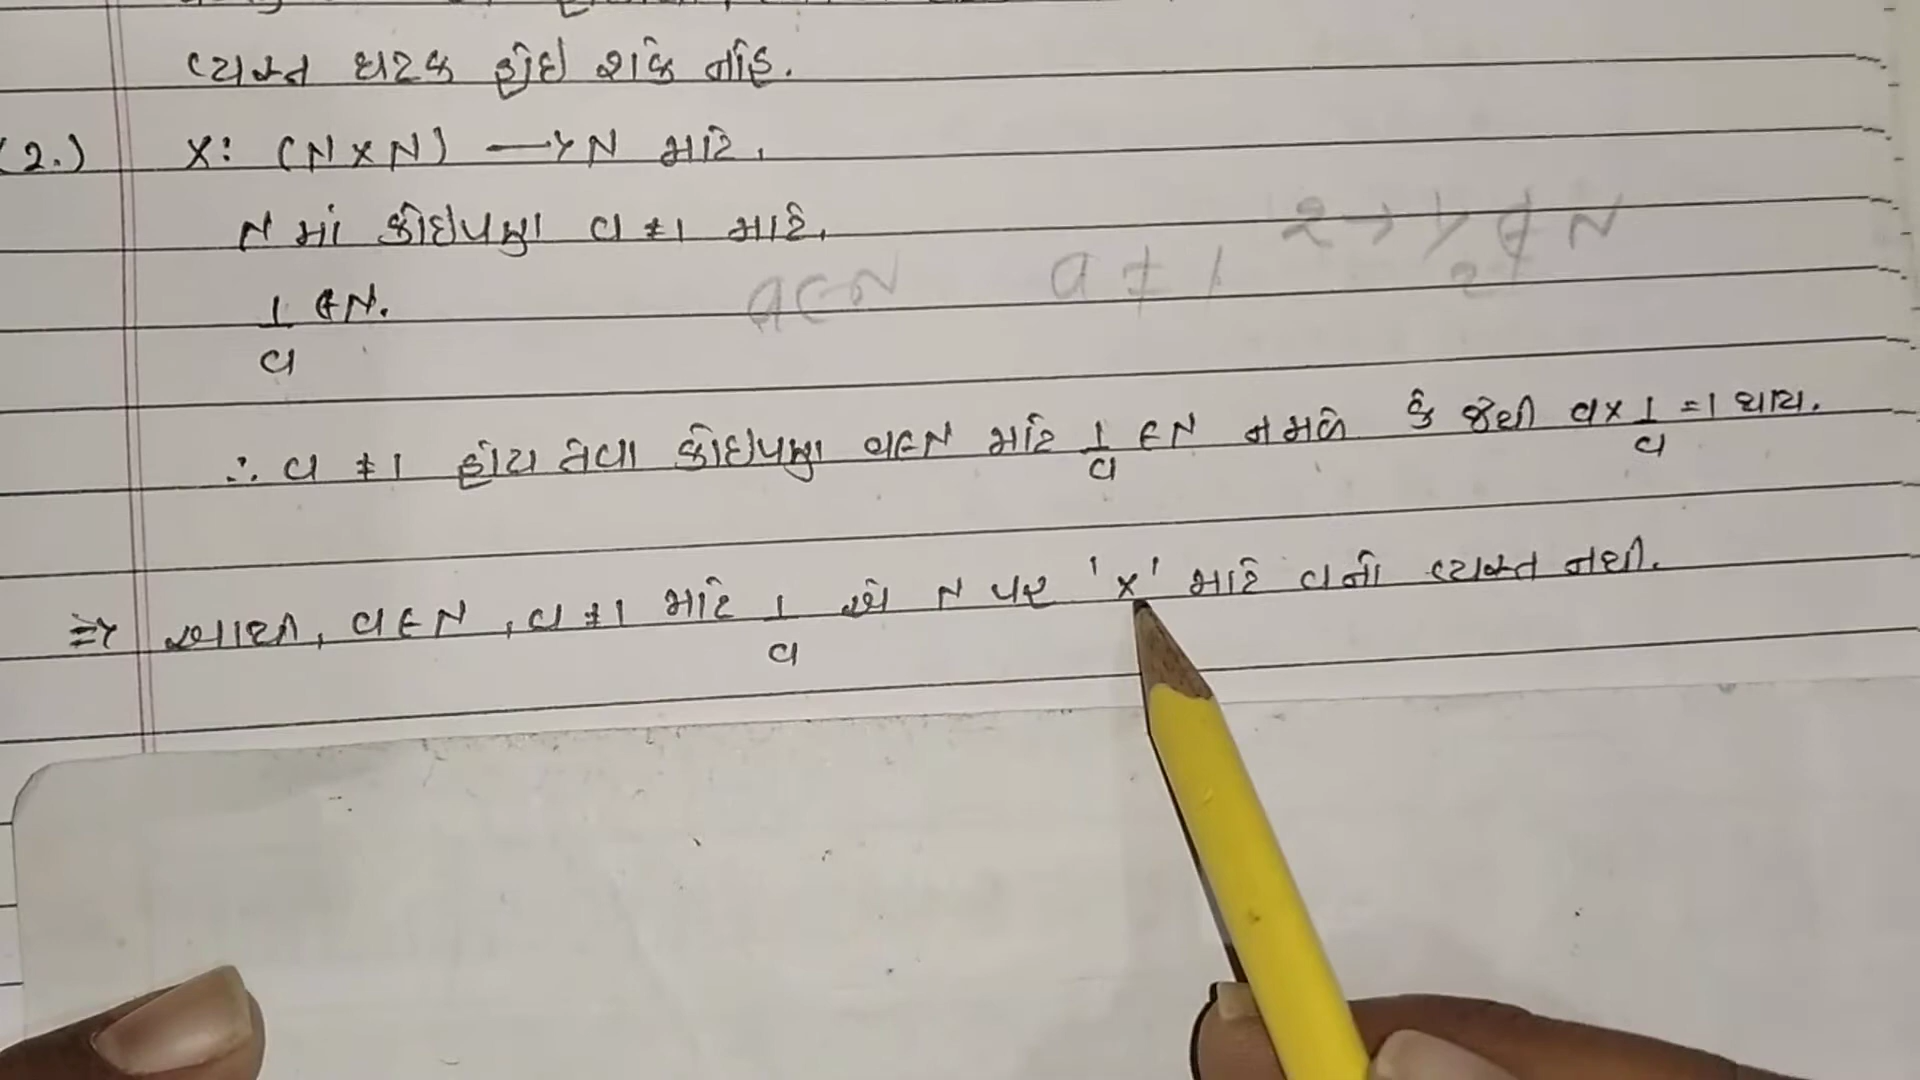 વ્યસ્ત ઘટક હોઈ શકે નહિ.
(2.) X: (N X N) → N માટે,
N માં કોઈપણ a ≠ 1 માટે,
2 → 1/2 ∉ N
1/a ∉ N.
a ∈ N a ≠ 1
∴ a ≠ 1 હોય તેવા કોઈપણ a ∈ N માટે 1/a ∈ N ન મળે કે જેથી a x 1/a = 1 થાય.
⇒ આથી, a ∈ N, a ≠ 1 માટે 1/a એ N પર 'x' માટે a નો વ્યસ્ત નથી.